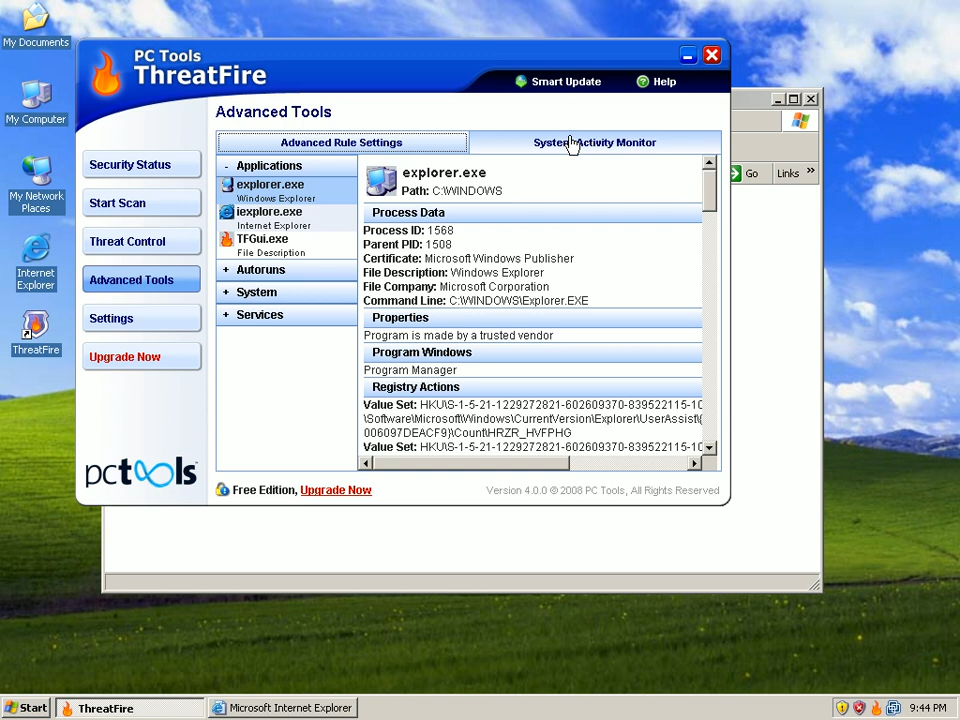 My Documents
My Computer
My Network
Places
Internet
Explorer
ThreatFire
PC Tools
ThreatFire
Smart Update
Help
Advanced Tools
Advanced Rule Settings
System Activity Monitor
Security Status
Start Scan
Threat Control
Advanced Tools
Settings
Upgrade Now
pctools
- Applications
explorer.exe
Windows Explorer
iexplore.exe
Internet Explorer
TFGui.exe
File Description
+ Autoruns
+ System
+ Services
explorer.exe
Path: C:\WINDOWS
Process Data
Process ID: 1568
Parent PID: 1508
Certificate: Microsoft Windows Publisher
File Description: Windows Explorer
File Company: Microsoft Corporation
Command Line: C:\WINDOWS\Explorer.EXE
Properties
Program is made by a trusted vendor
Program Windows
Program Manager
Registry Actions
Value Set: HKU\S-1-5-21-1229272821-602609370-839522115-10
\Software\Microsoft\Windows\CurrentVersion\Explorer\UserAssist\{
006097DEACF9}\Count\HRZR_HVFPHG
Value Set: HKU\S-1-5-21-1229272821-602609370-839522115-10
Free Edition, Upgrade Now
Version 4.0.0 © 2008 PC Tools, All Rights Reserved
Go
Links »
Start
ThreatFire
Microsoft Internet Explorer
9:44 PM